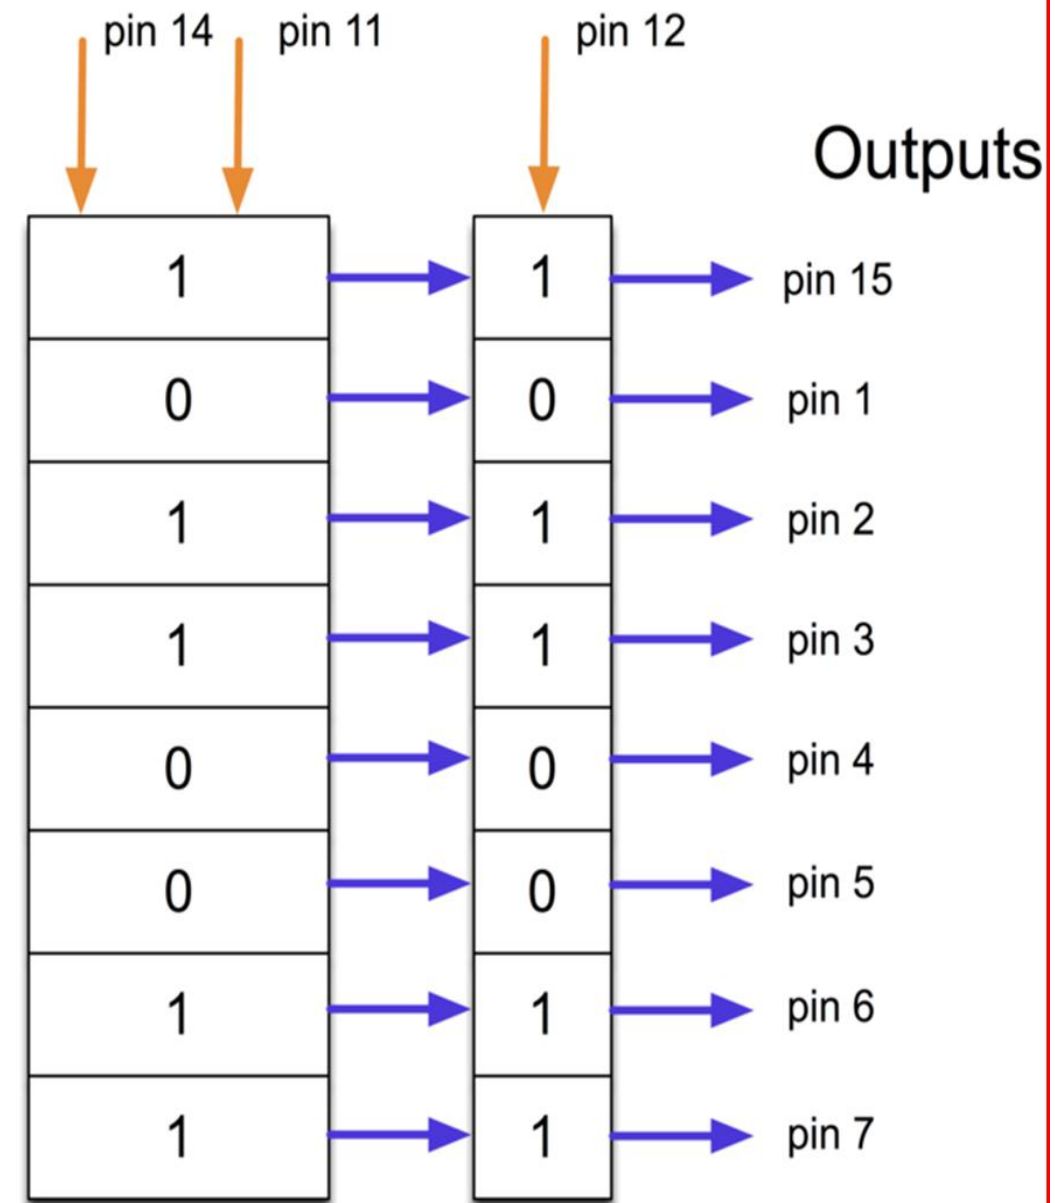 pin 14 pin 11 pin 12
Outputs
1 1 pin 15
0 0 pin 1
1 1 pin 2
1 1 pin 3
0 0 pin 4
0 0 pin 5
1 1 pin 6
1 1 pin 7